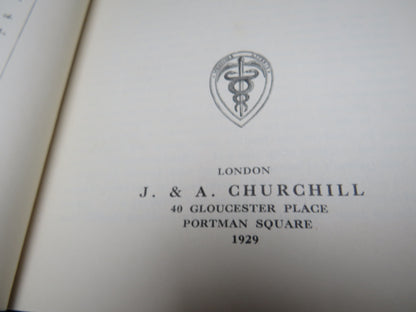 LONDON
J. & A. CHURCHILL
40 GLOUCESTER PLACE
PORTMAN SQUARE
1929